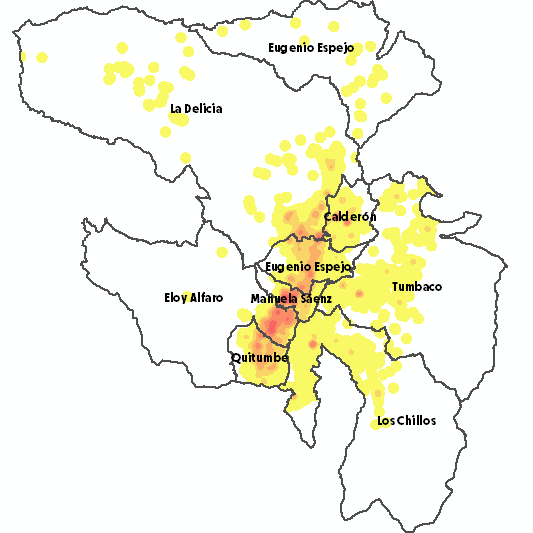 Eugenio Espejo
La Delicia
Calderón
Eugenio Espejo
Tumbaco
Eloy Alfaro
Manuela Sáenz
Quitumbe
Los Chillos